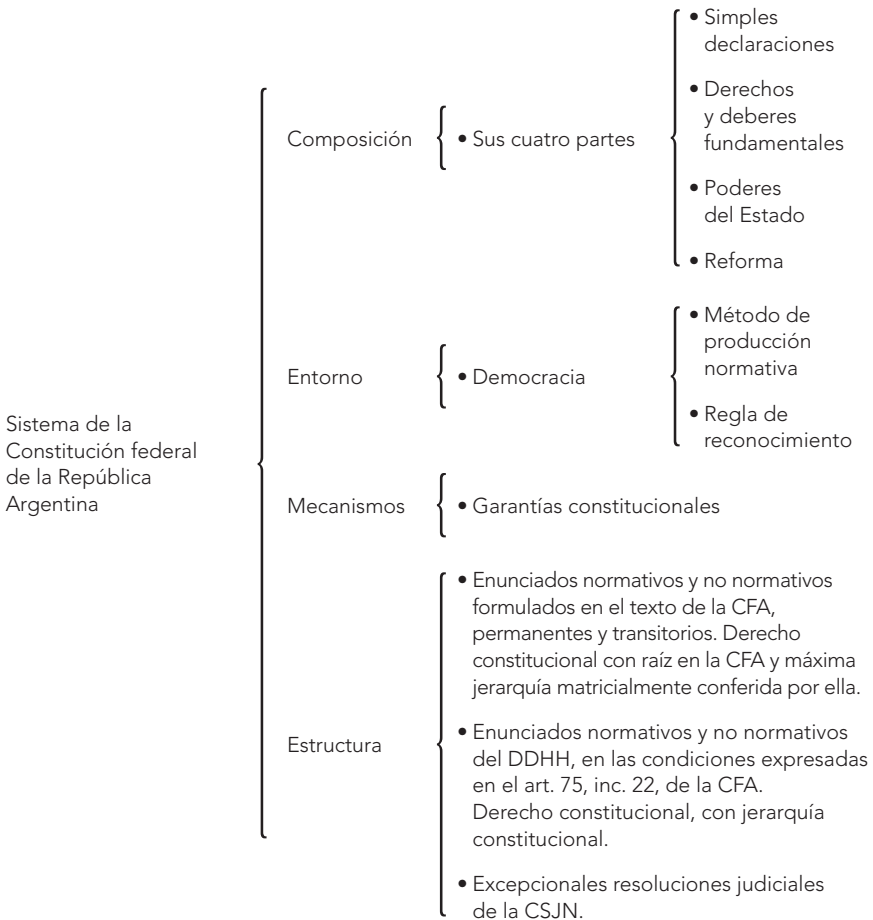 Sistema de la
Constitución federal
de la República
Argentina
Composición
• Sus cuatro partes
• Simples
declaraciones
• Derechos
y deberes
fundamentales
• Poderes
del Estado
• Reforma
Entorno
• Democracia
• Método de
producción
normativa
• Regla de
reconocimiento
Mecanismos
• Garantías constitucionales
Estructura
• Enunciados normativos y no normativos
formulados en el texto de la CFA,
permanentes y transitorios. Derecho
constitucional con raíz en la CFA y máxima
jerarquía matricialmente conferida por ella.
• Enunciados normativos y no normativos
del DDHH, en las condiciones expresadas
en el art. 75, inc. 22, de la CFA.
Derecho constitucional, con jerarquía
constitucional.
• Excepcionales resoluciones judiciales
de la CSJN.